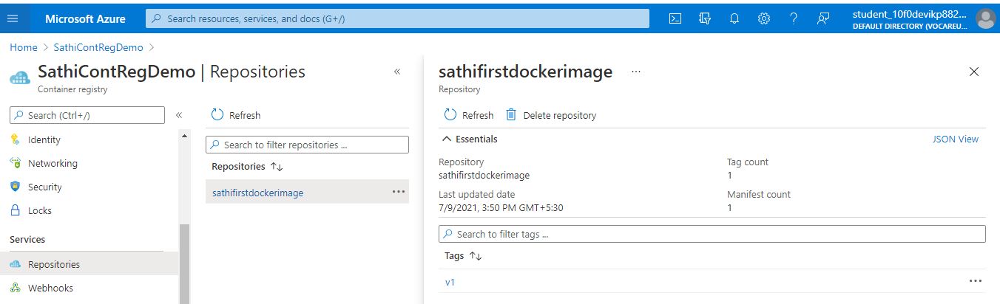 Microsoft Azure
Search resources, services, and docs (G+/)
student_10f0devikp882...
DEFAULT DIRECTORY (VOCAREU...
Home > SathiContRegDemo >
SathiContRegDemo | Repositories
Container registry
Search (Ctrl+/)
Identity
Networking
Security
Locks
Services
Repositories
Webhooks
Refresh
Search to filter repositories ...
Repositories
sathifirstdockerimage
sathifirstdockerimage
Repository
Refresh
Delete repository
Essentials
JSON View
Repository
sathifirstdockerimage
Tag count
1
Last updated date
7/9/2021, 3:50 PM GMT+5:30
Manifest count
1
Search to filter tags ...
Tags
v1